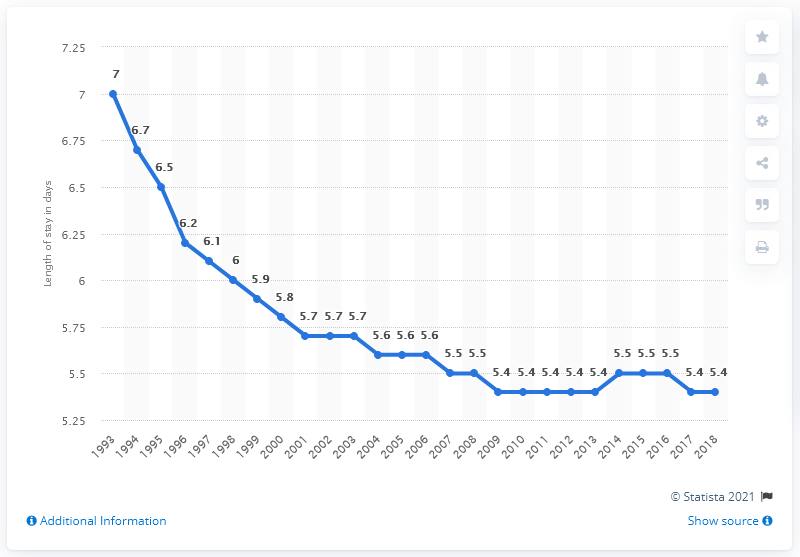 7.25
7
6.75
6.5
6.25
6
5.75
5.5
5.25
Length of stay in days
7
6.7
6.5
6.2
6.1
6
5.9
5.8
5.7 5.7 5.7
5.6 5.6 5.6
5.5 5.5
5.4 5.4 5.4 5.4 5.4
5.5 5.5 5.5
5.4 5.4
1993 1994 1995 1996 1997 1998 1999 2000 2001 2002 2003 2004 2005 2006 2007 2008 2009 2010 2011 2012 2013 2014 2015 2016 2017 2018
© Statista 2021
Additional Information
Show source